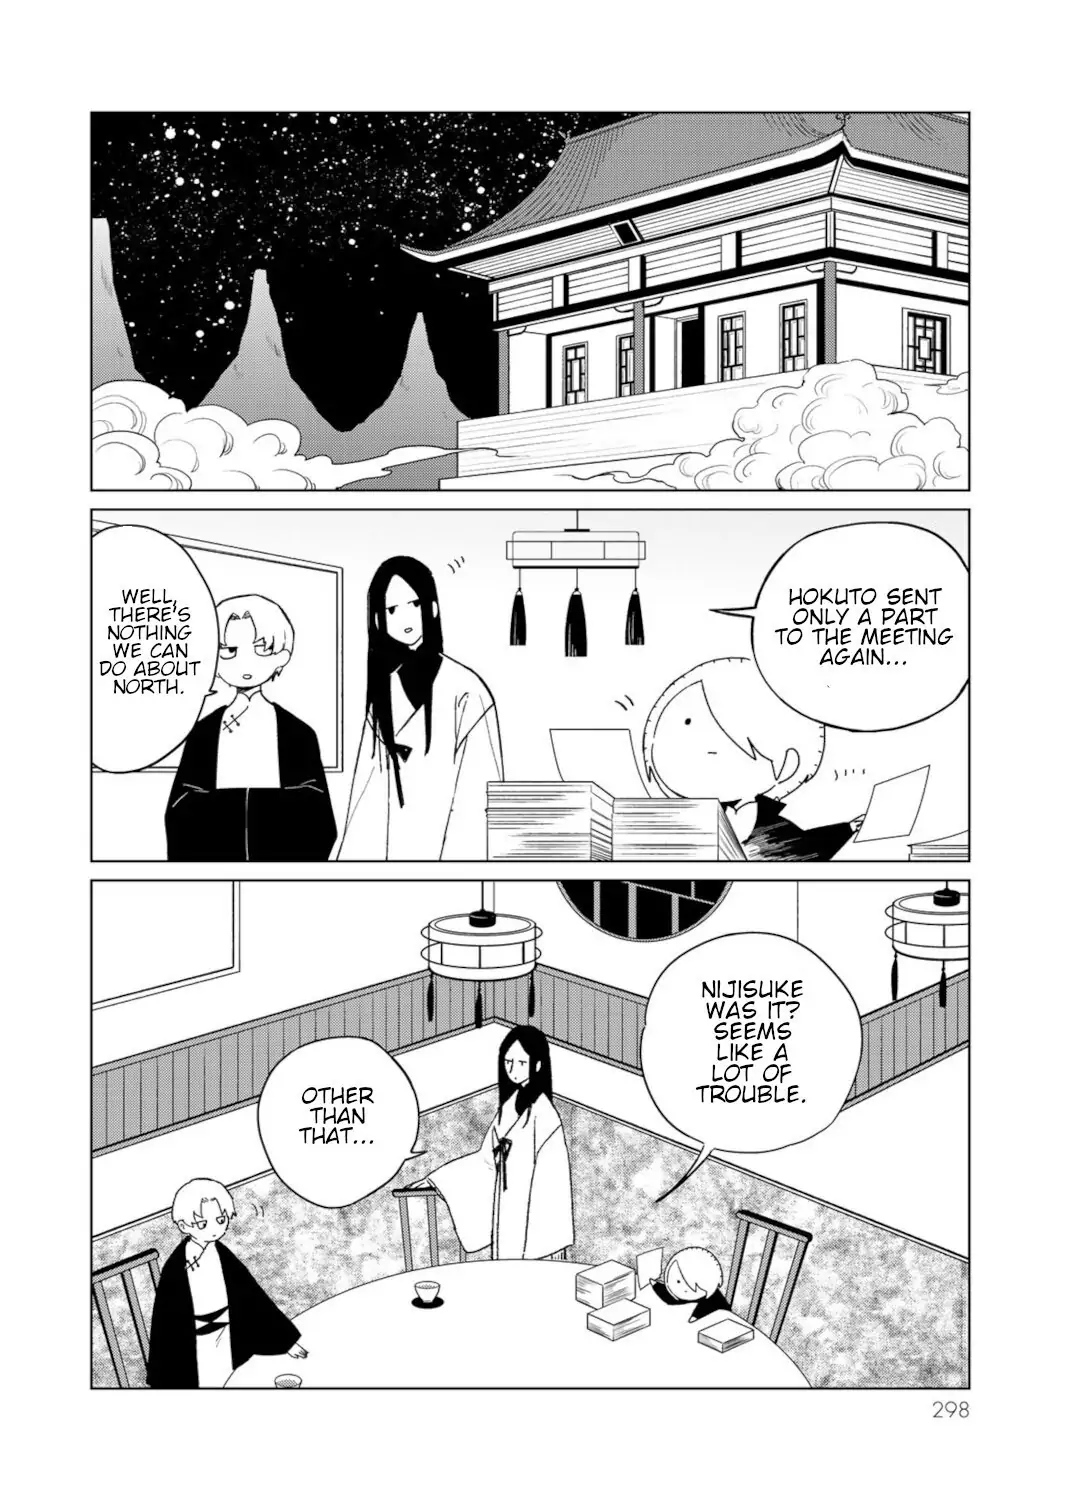 HOKUTO SENT
ONLY A PART
TO THE MEETING
AGAIN...
WELL,
THERE'S
NOTHING
WE CAN
DO ABOUT
NORTH.
NIJISUKE
WAS IT?
SEEMS
LIKE A
LOT OF
TROUBLE.
OTHER
THAN
THAT...
298